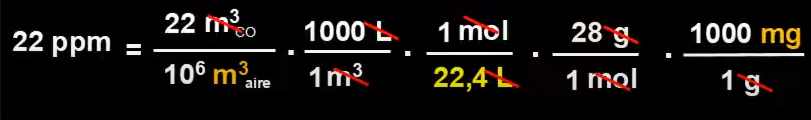 22 ppm = 22 m³CO / 10⁶ m³aire · 1000 L / 1 m³ · 1 mol / 22,4 L · 28 g / 1 mol · 1000 mg / 1 g